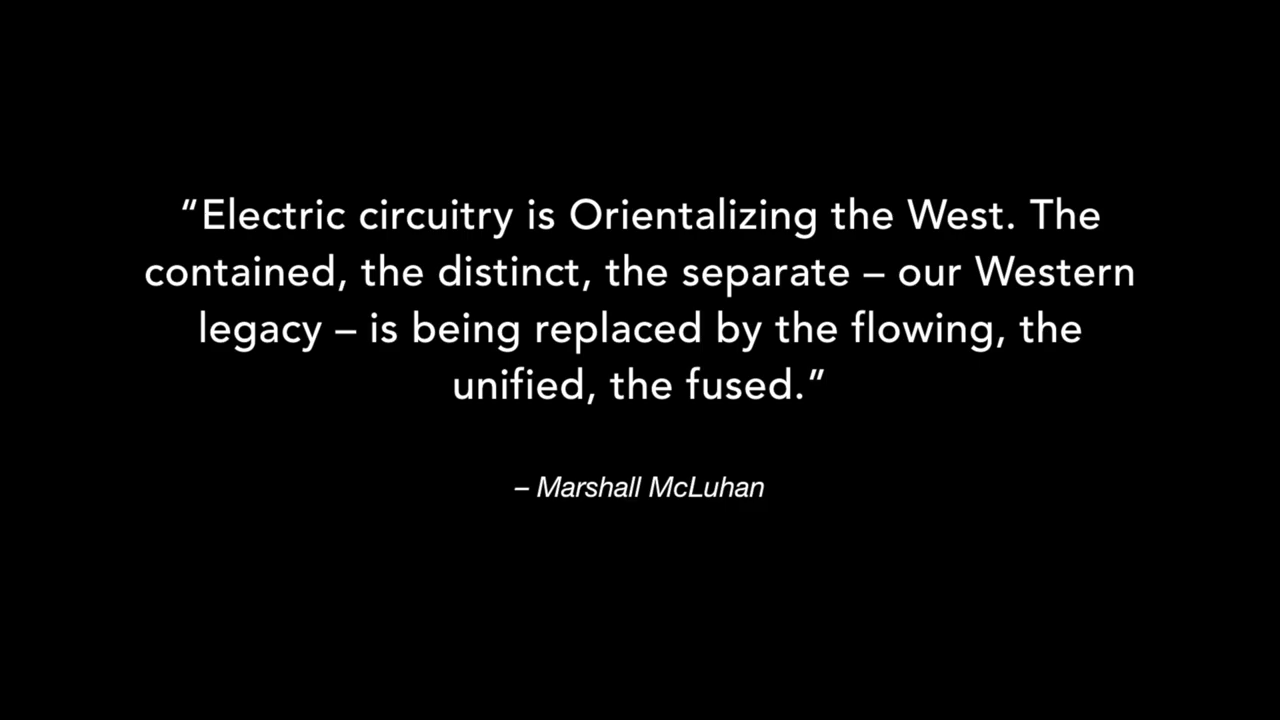 “Electric circuitry is Orientalizing the West. The
contained, the distinct, the separate – our Western
legacy – is being replaced by the flowing, the
unified, the fused.”
– Marshall McLuhan